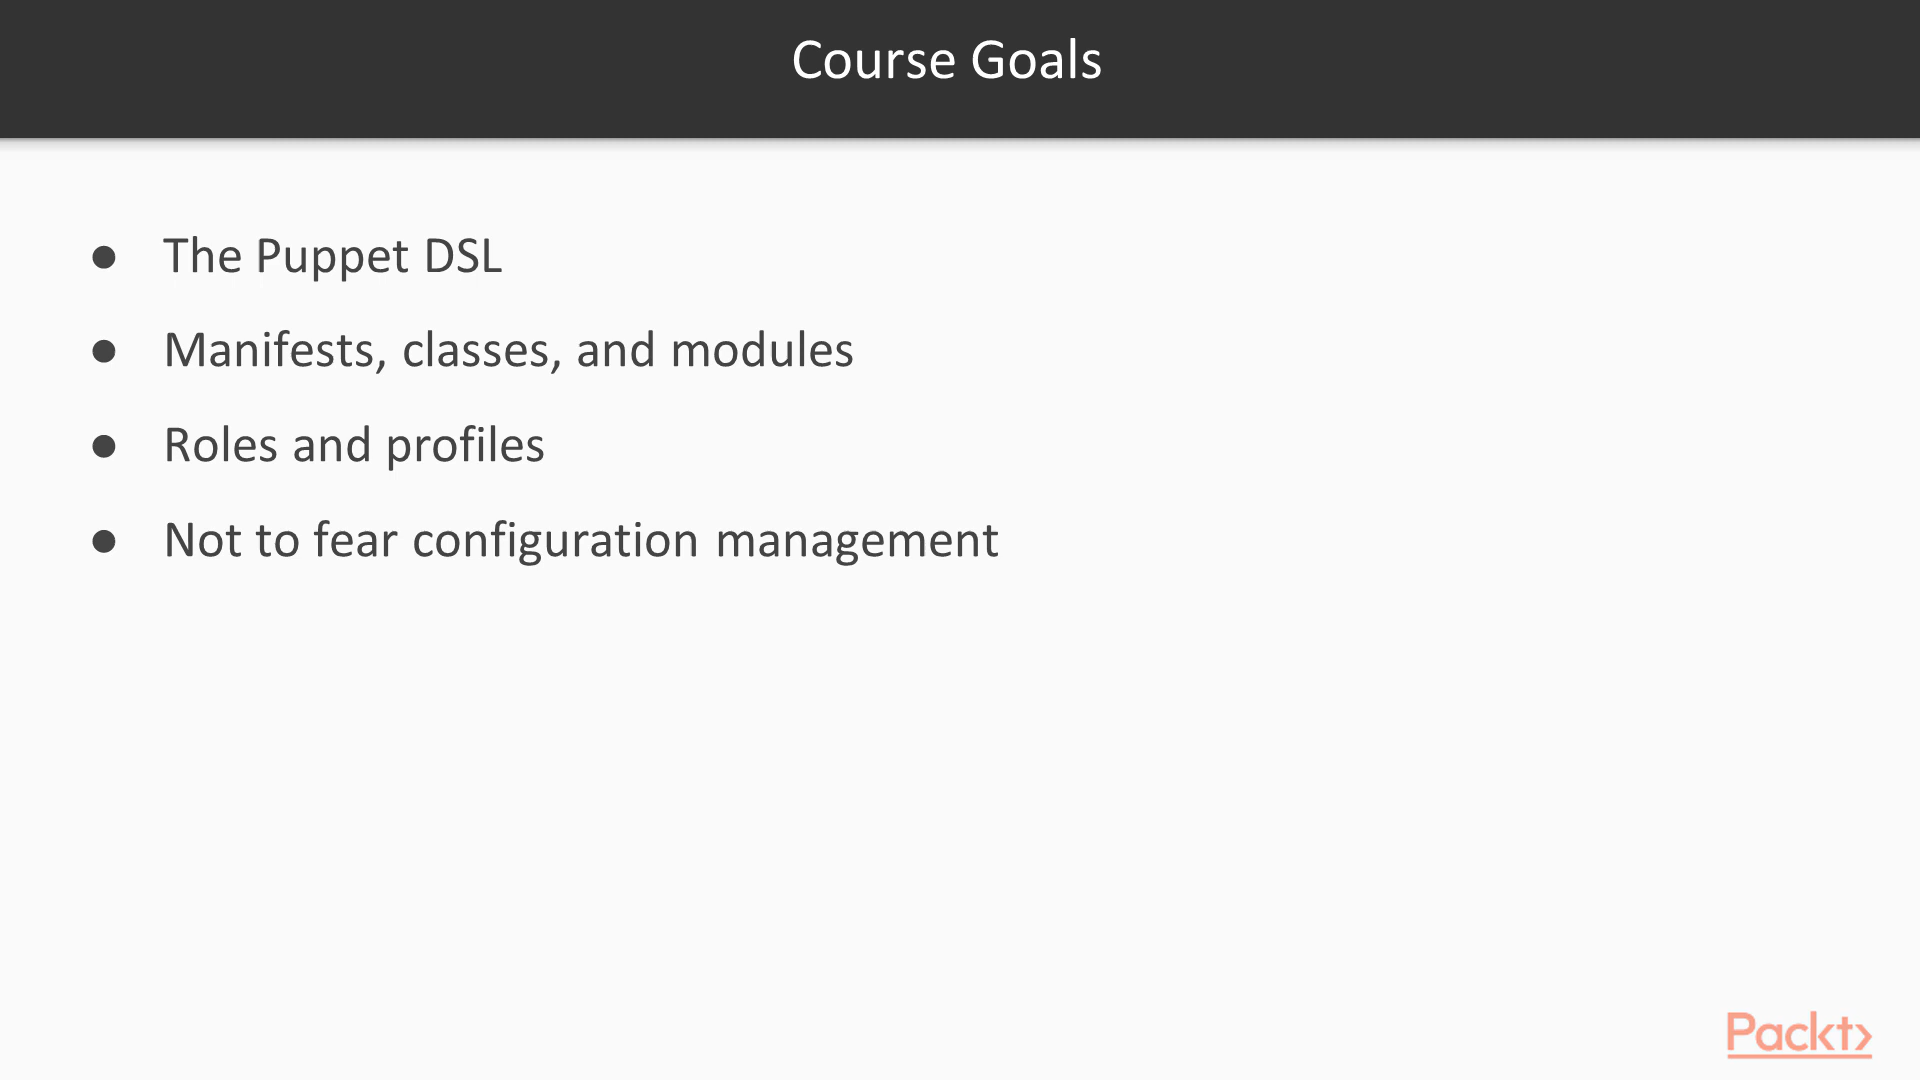 Course Goals
● The Puppet DSL
● Manifests, classes, and modules
● Roles and profiles
● Not to fear configuration management
Packt>